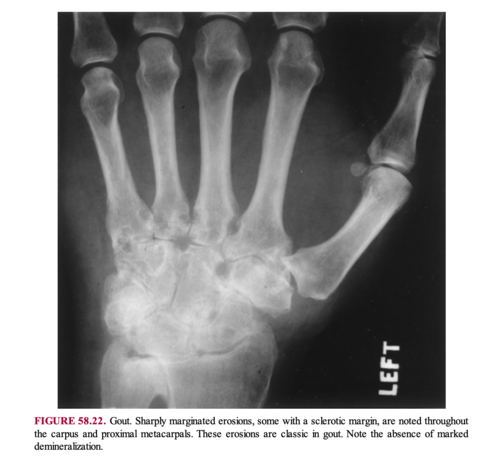 LEFT
FIGURE 58.22. Gout. Sharply marginated erosions, some with a sclerotic margin, are noted throughout
the carpus and proximal metacarpals. These erosions are classic in gout. Note the absence of marked
demineralization.